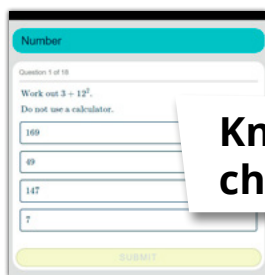 Number
Question 1 of 18
Work out 3 + 12².
Do not use a calculator.
169
49
147
?
SUBMIT
Kn
ch